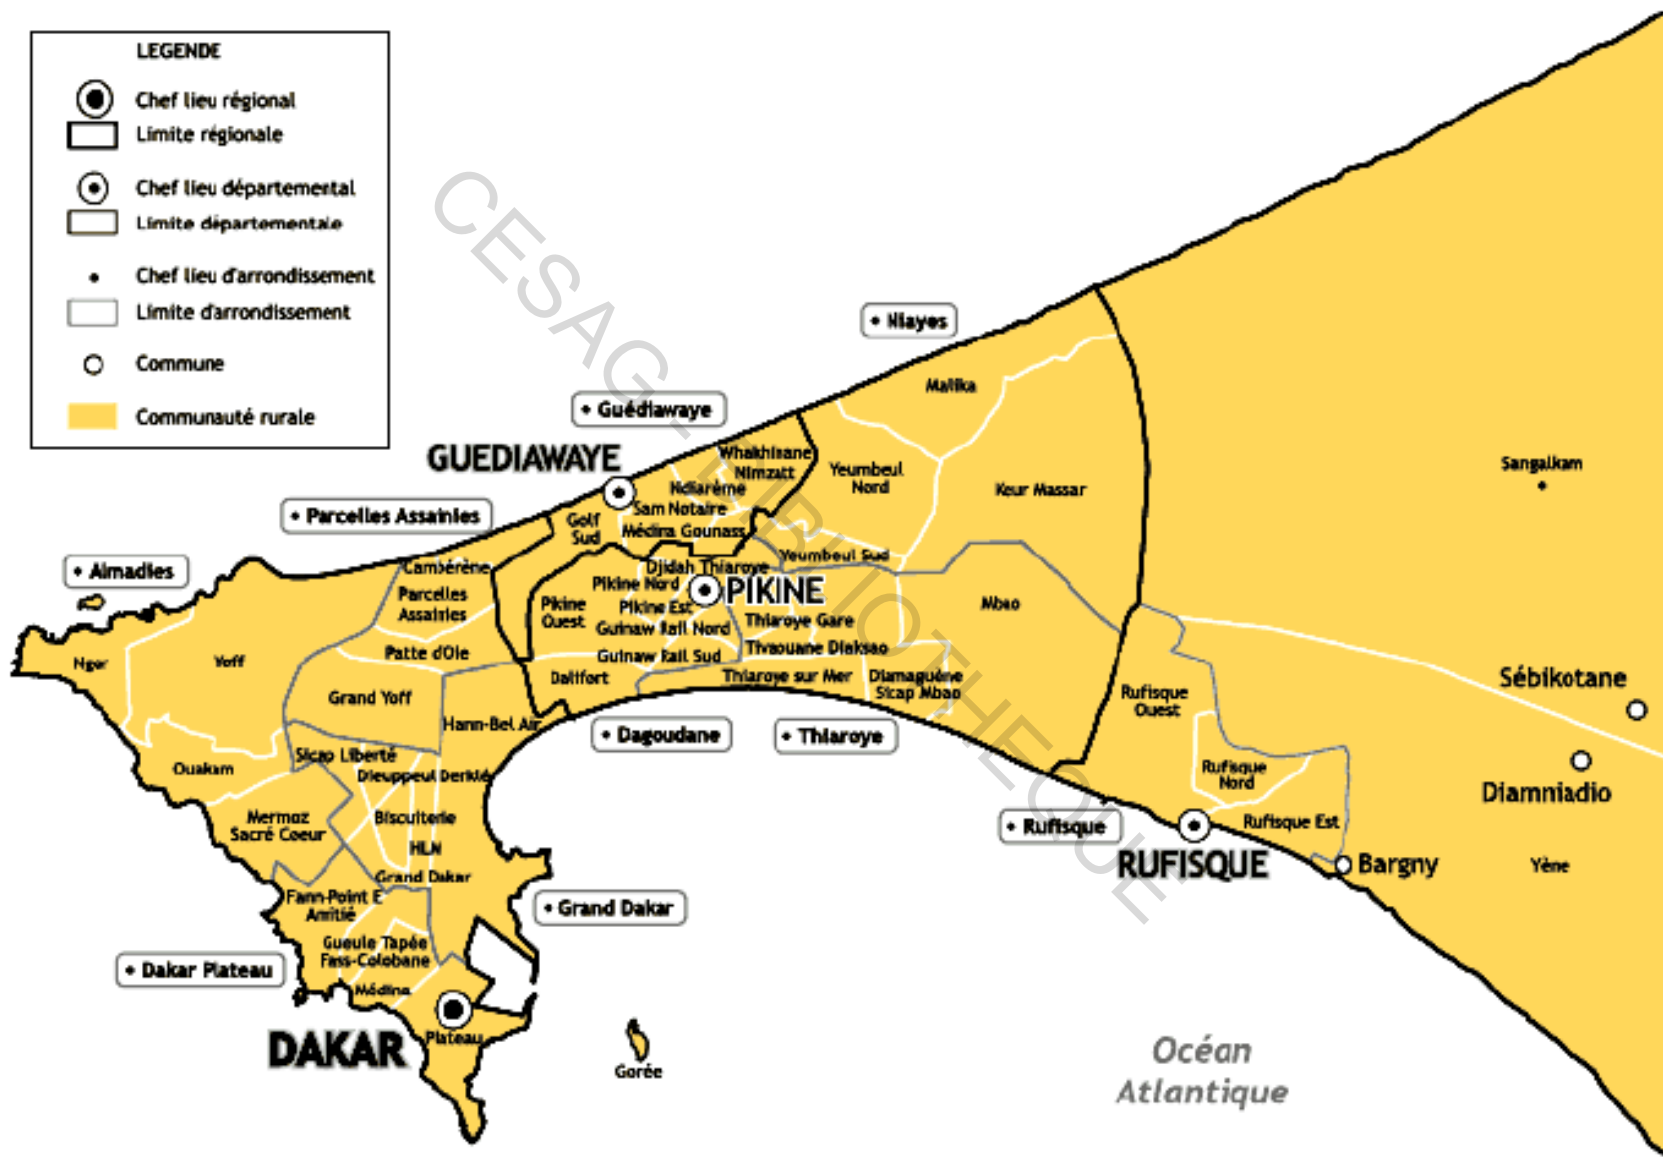 LEGENDE
Chef lieu régional
Limite régionale
Chef lieu départemental
Limite départementale
Chef lieu d'arrondissement
Limite d'arrondissement
Commune
Communauté rurale
CESAG - BIBLIOTHEQUE
• Niayes
Malika
• Guédiawaye
GUEDIAWAYE
Whakhinane
Nimzatt
Yeumbeul
Nord
Keur Massar
Sangalkam
Ndiarème
Sam Notaire
Médina Gounass
Golf
Sud
• Parcelles Assainies
Yeumbeul Sud
• Almadies
Cambérène
Parcelles
Assainies
Djidah Thiaroye
Pikine Nord
PIKINE
Pikine
Ouest
Pikine Est
Guinaw Rail Nord
Thiaroye Gare
Mbao
Ngor
Yoff
Patte d'Oie
Guinaw Rail Sud
Tivaouane Diaksao
Dalifort
Thiaroye sur Mer
Diamaguène
Sicap Mbao
Grand Yoff
Hann-Bel Air
Rufisque
Ouest
Sébikotane
• Dagoudane
• Thiaroye
Ouakam
Sicap Liberté
Dieuppeul Derklé
Rufisque
Nord
Diamniadio
Mermoz
Sacré Coeur
Biscuiterie
HLM
• Rufisque
Rufisque Est
RUFISQUE
Bargny
Yène
Grand Dakar
Fann-Point E
Amitié
• Grand Dakar
Gueule Tapée
Fass-Colobane
• Dakar Plateau
Médina
DAKAR
Plateau
Gorée
Océan
Atlantique